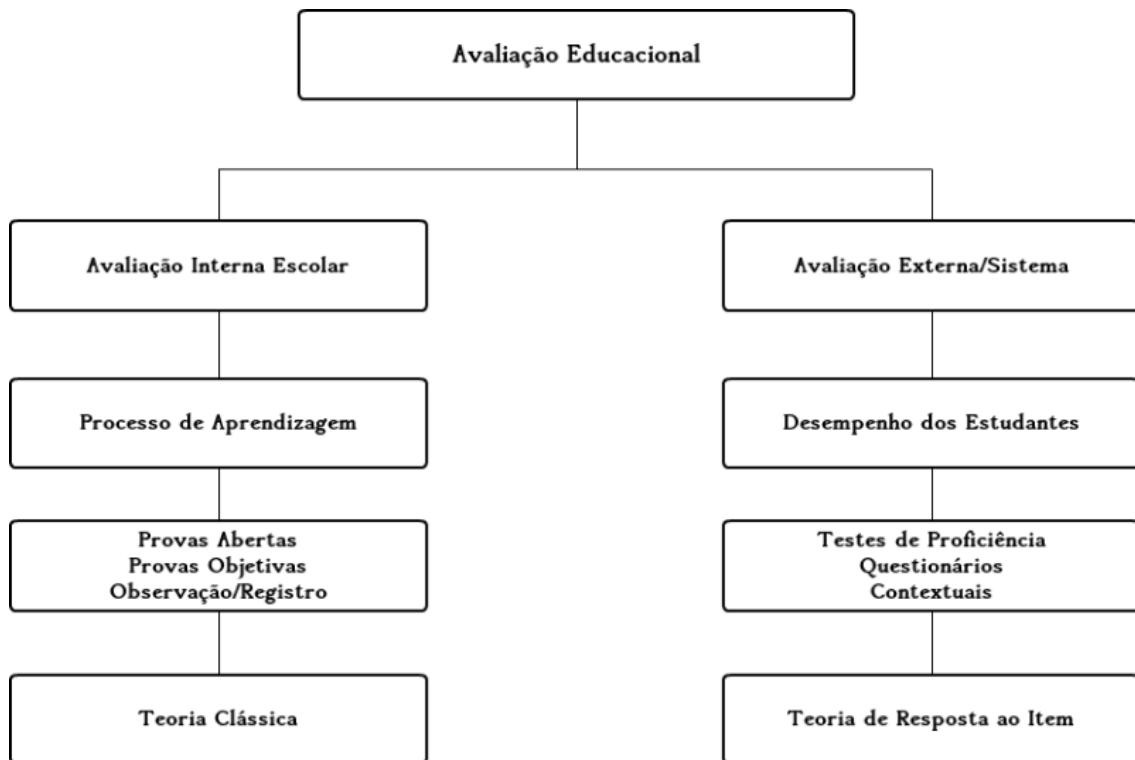 Avaliação Educacional
Avaliação Interna Escolar
Avaliação Externa/Sistema
Processo de Aprendizagem
Desempenho dos Estudantes
Provas Abertas
Provas Objetivas
Observação/Registro
Testes de Proficiência
Questionários
Contextuais
Teoria Clássica
Teoria de Resposta ao Item